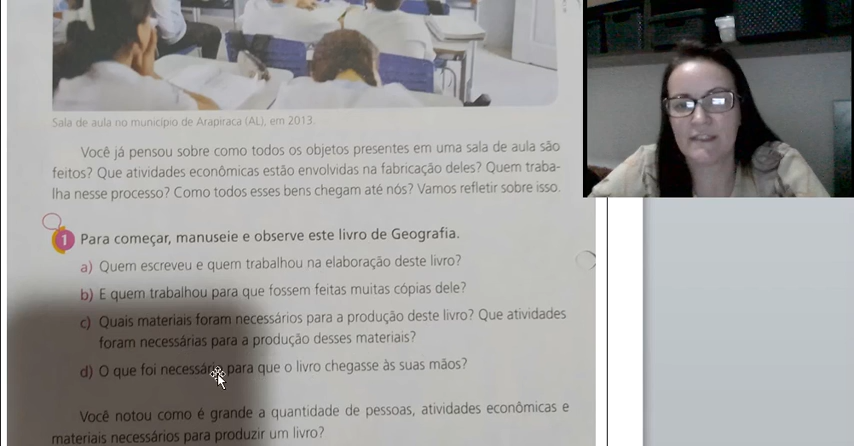 Sala de aula no município de Arapiraca (AL), em 2013.
Você já pensou sobre como todos os objetos presentes em uma sala de aula são
feitos? Que atividades econômicas estão envolvidas na fabricação deles? Quem traba-
lha nesse processo? Como todos esses bens chegam até nós? Vamos refletir sobre isso.
1 Para começar, manuseie e observe este livro de Geografia.
a) Quem escreveu e quem trabalhou na elaboração deste livro?
b) E quem trabalhou para que fossem feitas muitas cópias dele?
c) Quais materiais foram necessários para a produção deste livro? Que atividades
foram necessárias para a produção desses materiais?
d) O que foi necessário para que o livro chegasse às suas mãos?
Você notou como é grande a quantidade de pessoas, atividades econômicas e
materiais necessários para produzir um livro?